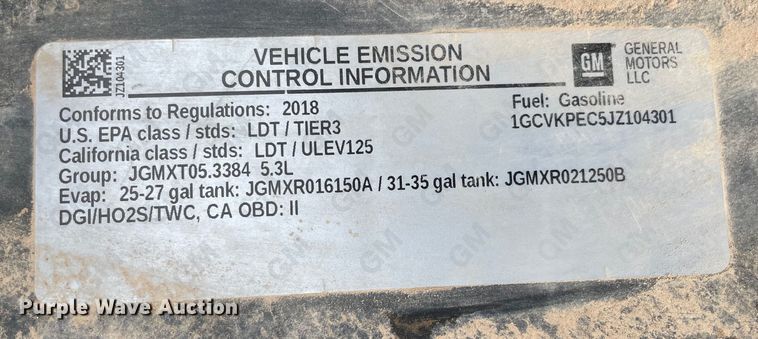 VEHICLE EMISSION
CONTROL INFORMATION
GM
GENERAL
MOTORS
LLC
JZ104301
Conforms to Regulations: 2018
Fuel: Gasoline
U.S. EPA class / stds: LDT / TIER3
1GCVKPEC5JZ104301
California class / stds: LDT / ULEV125
Group: JGMXT05.3384 5.3L
Evap: 25-27 gal tank: JGMXR016150A / 31-35 gal tank: JGMXR021250B
DGI/HO2S/TWC, CA OBD: II
Purple Wave Auction